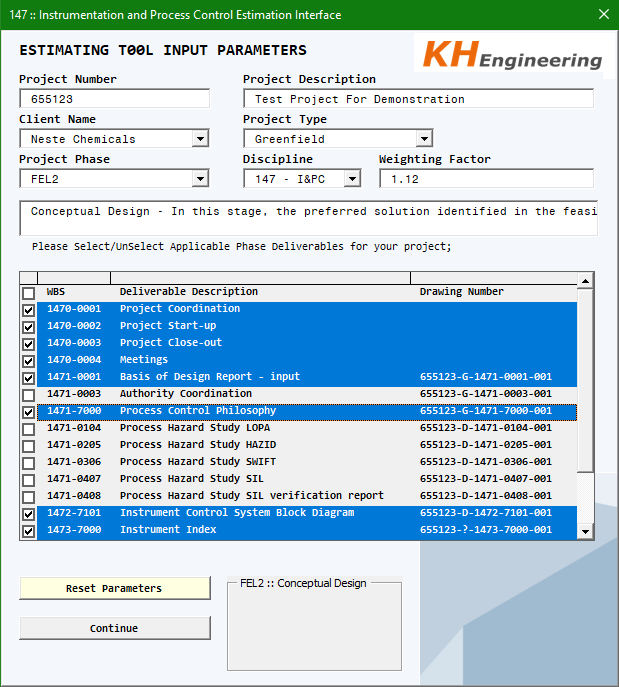 147 :: Instrumentation and Process Control Estimation Interface
ESTIMATING T00L INPUT PARAMETERS
KH Engineering
Project Number
Project Description
655123
Test Project For Demonstration
Client Name
Project Type
Neste Chemicals
Greenfield
Project Phase
Discipline
Weighting Factor
FEL2
147 - I&PC
1.12
Conceptual Design - In this stage, the preferred solution identified in the feasi
Please Select/UnSelect Applicable Phase Deliverables for your project;
WBS Deliverable Description Drawing Number
1470-0001 Project Coordination
1470-0002 Project Start-up
1470-0003 Project Close-out
1470-0004 Meetings
1471-0001 Basis of Design Report - input 655123-G-1471-0001-001
1471-0003 Authority Coordination 655123-G-1471-0003-001
1471-7000 Process Control Philosophy 655123-G-1471-7000-001
1471-0104 Process Hazard Study LOPA 655123-D-1471-0104-001
1471-0205 Process Hazard Study HAZID 655123-D-1471-0205-001
1471-0306 Process Hazard Study SWIFT 655123-D-1471-0306-001
1471-0407 Process Hazard Study SIL 655123-D-1471-0407-001
1471-0408 Process Hazard Study SIL verification report 655123-D-1471-0408-001
1472-7101 Instrument Control System Block Diagram 655123-D-1472-7101-001
1473-7000 Instrument Index 655123-?-1473-7000-001
Reset Parameters
FEL2 :: Conceptual Design
Continue